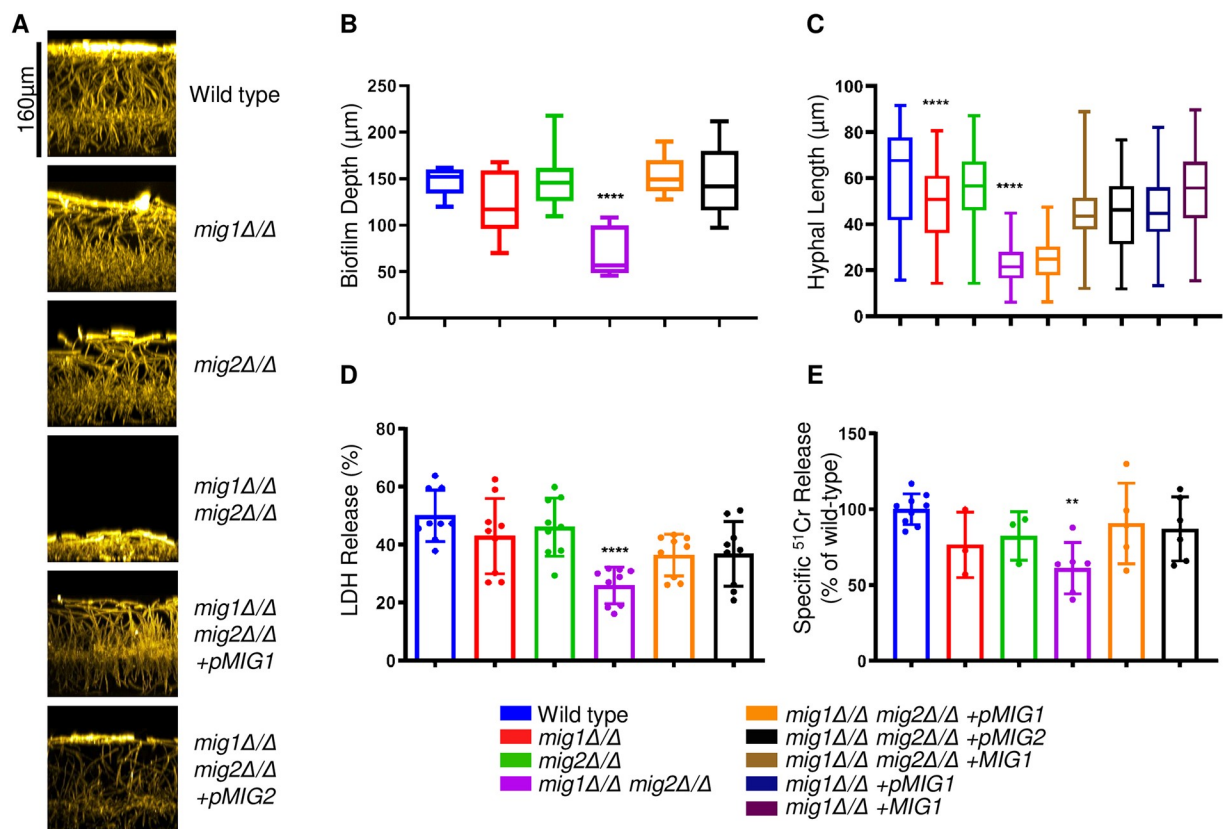 A
160µm
Wild type
mig1Δ/Δ
mig2Δ/Δ
mig1Δ/Δ
mig2Δ/Δ
mig1Δ/Δ
mig2Δ/Δ
+pMIG1
mig1Δ/Δ
mig2Δ/Δ
+pMIG2
B
Biofilm Depth (µm)
250
200
150
100
50
0
****
C
Hyphal Length (µm)
100
80
60
40
20
0
****
****
D
LDH Release (%)
80
60
40
20
0
****
E
Specific ⁵¹Cr Release
(% of wild-type)
150
100
50
0
**
Wild type
mig1Δ/Δ
mig2Δ/Δ
mig1Δ/Δ mig2Δ/Δ
mig1Δ/Δ mig2Δ/Δ +pMIG1
mig1Δ/Δ mig2Δ/Δ +pMIG2
mig1Δ/Δ mig2Δ/Δ +MIG1
mig1Δ/Δ +pMIG1
mig1Δ/Δ +MIG1